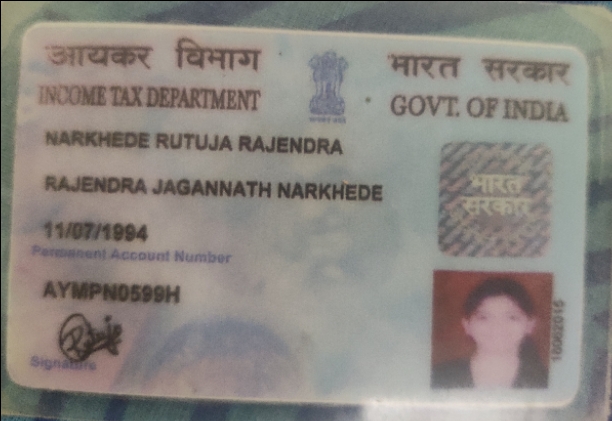 आयकर विभाग
INCOME TAX DEPARTMENT
भारत सरकार
GOVT. OF INDIA
NARKHEDE RUTUJA RAJENDRA
RAJENDRA JAGANNATH NARKHEDE
11/07/1994
Permanent Account Number
AYMPN0599H
Signature
भारत
सरकार